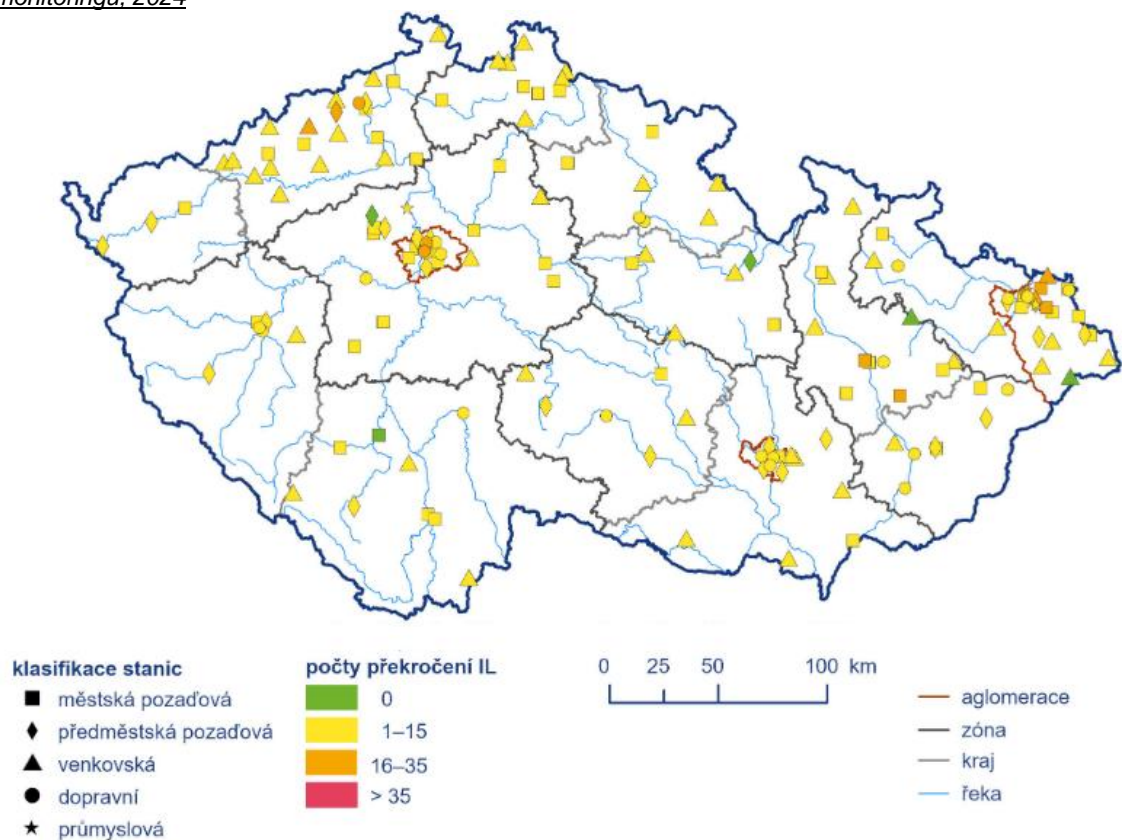 monitoringu, 2024
klasifikace stanic
městská pozaďová
předměstská pozaďová
venkovská
dopravní
průmyslová
počty překročení IL
0
1–15
16–35
> 35
0 25 50 100 km
aglomerace
zóna
kraj
řeka